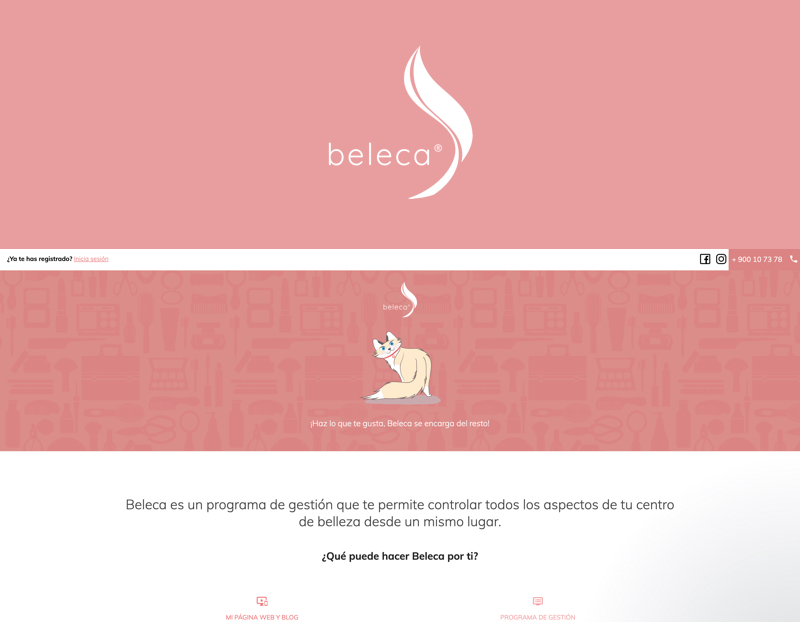 beleca®
¿Ya te has registrado? Inicia sesión
+ 900 10 73 78
beleca®
¡Haz lo que te gusta, Beleca se encarga del resto!
Beleca es un programa de gestión que te permite controlar todos los aspectos de tu centro
de belleza desde un mismo lugar.
¿Qué puede hacer Beleca por ti?
MI PÁGINA WEB Y BLOG
PROGRAMA DE GESTIÓN